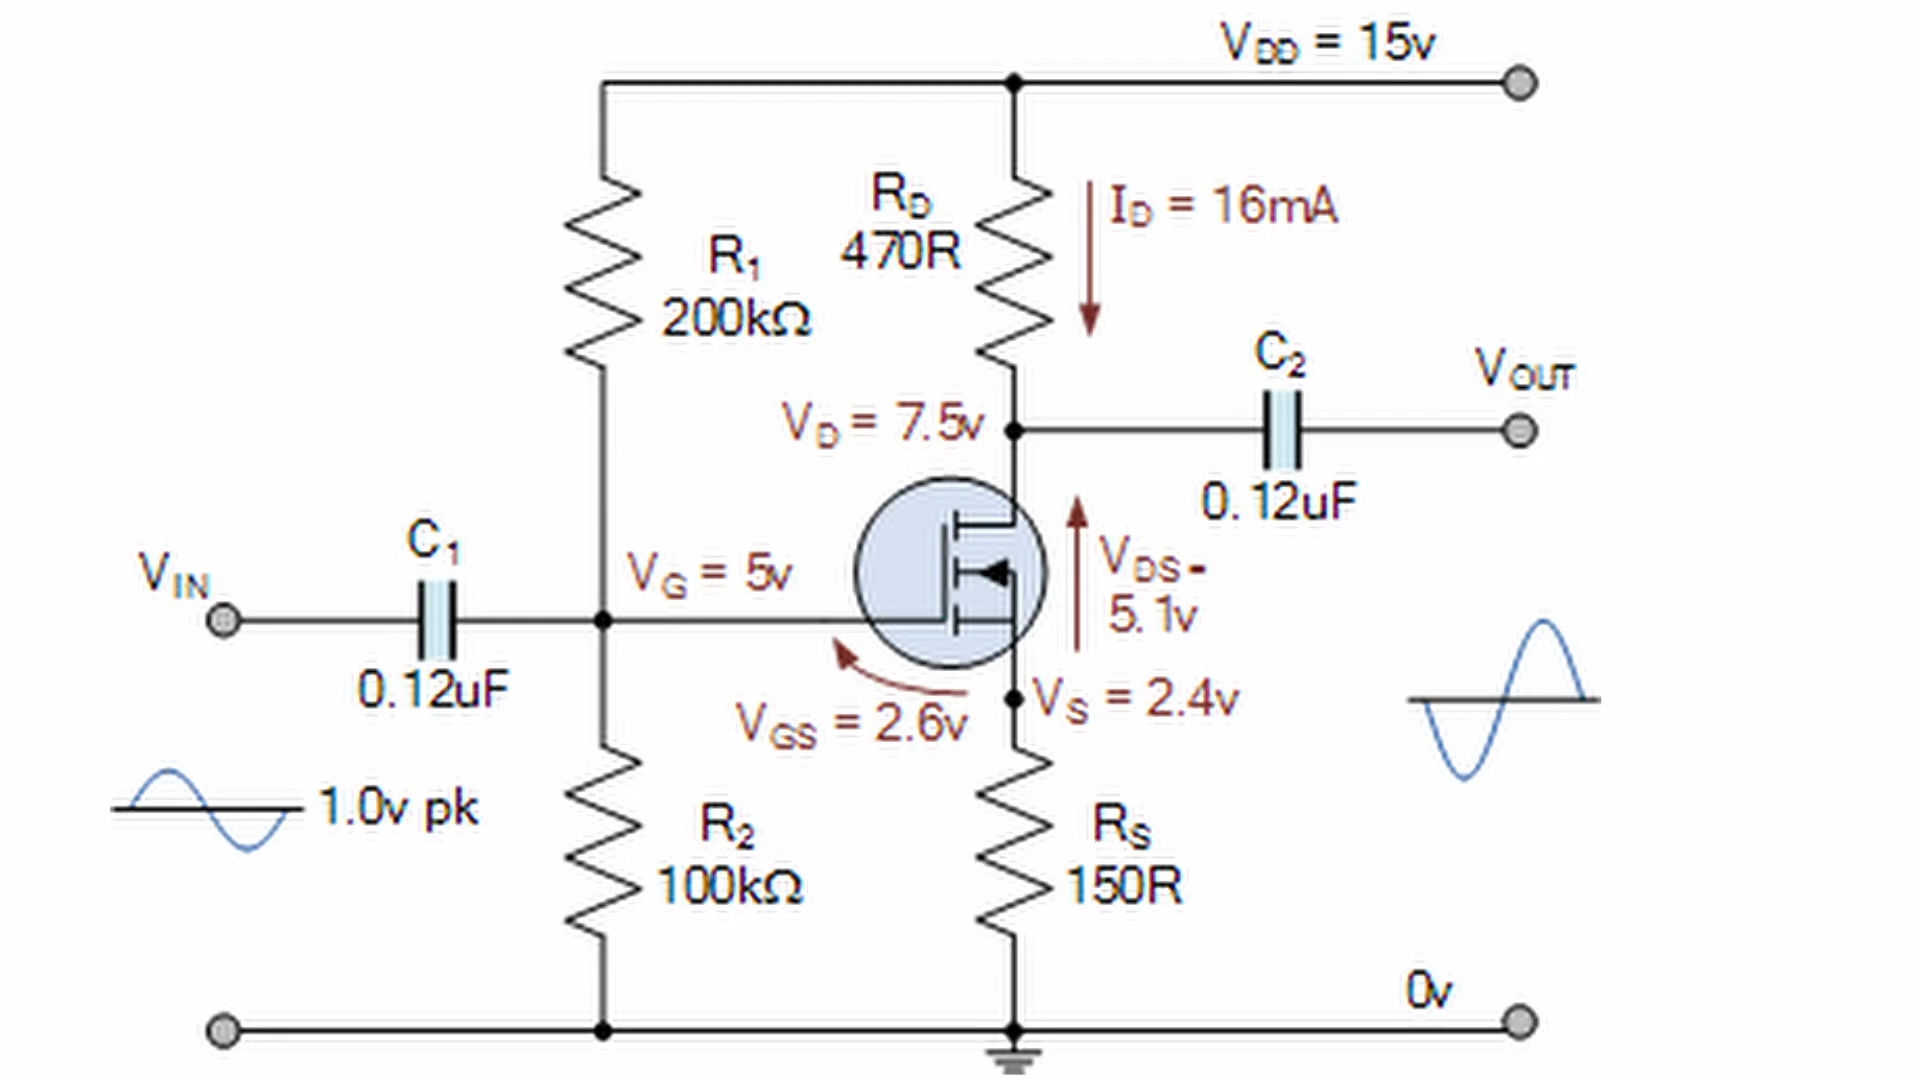 VDD = 15v
RD
470R
ID = 16mA
R1
200kΩ
C2
VOUT
VD = 7.5v
0.12uF
C1
VIN
VG = 5v
VDS-
5.1v
0.12uF
VS = 2.4v
VGS = 2.6v
1.0v pk
R2
100kΩ
RS
150R
0v